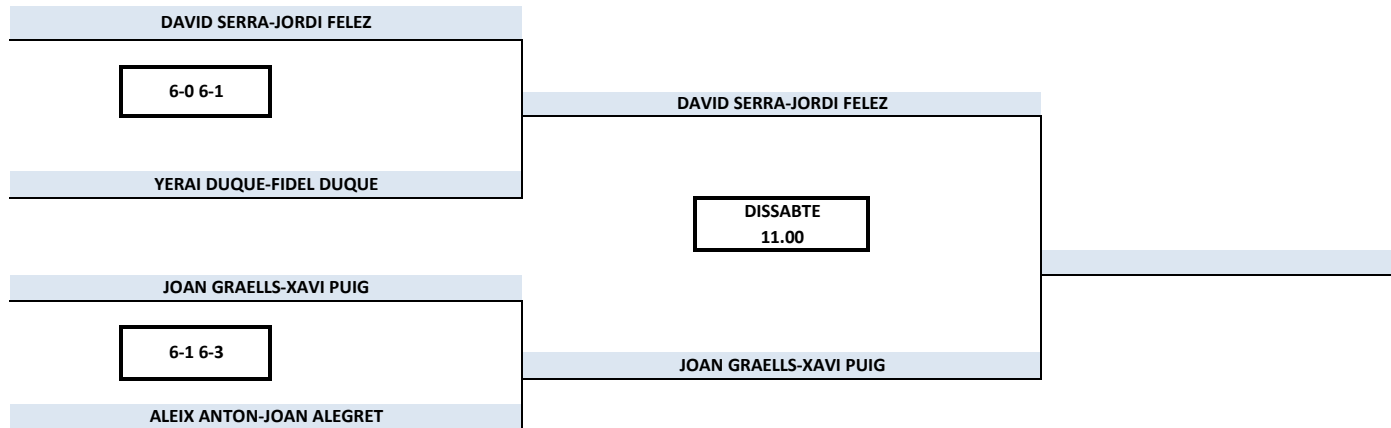 DAVID SERRA-JORDI FELEZ
6-0 6-1
DAVID SERRA-JORDI FELEZ
YERAI DUQUE-FIDEL DUQUE
DISSABTE
11.00
JOAN GRAELLS-XAVI PUIG
6-1 6-3
JOAN GRAELLS-XAVI PUIG
ALEIX ANTON-JOAN ALEGRET